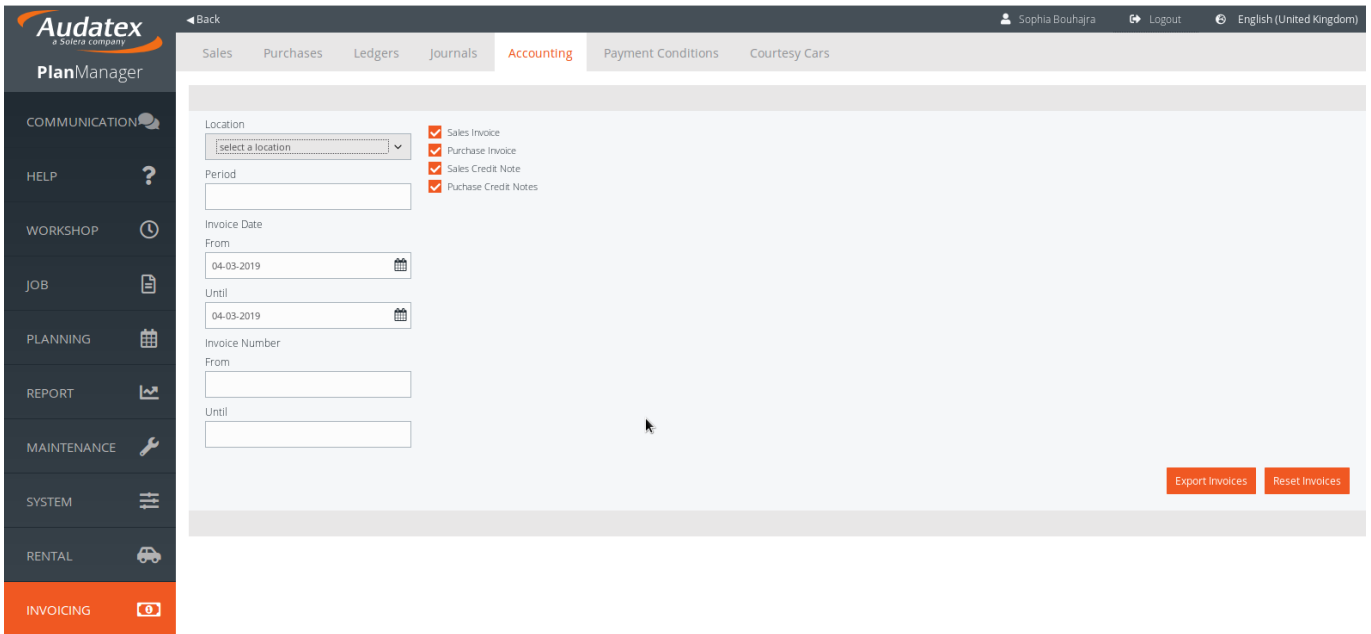 Audatex
a Solera company
PlanManager
COMMUNICATION
HELP
WORKSHOP
JOB
PLANNING
REPORT
MAINTENANCE
SYSTEM
RENTAL
INVOICING
Back
Sophia Bouhajra
Logout
English (United Kingdom)
Sales
Purchases
Ledgers
Journals
Accounting
Payment Conditions
Courtesy Cars
Location
select a location
Period
Invoice Date
From
04-03-2019
Until
04-03-2019
Invoice Number
From
Until
Sales Invoice
Purchase Invoice
Sales Credit Note
Puchase Credit Notes
Export Invoices
Reset Invoices